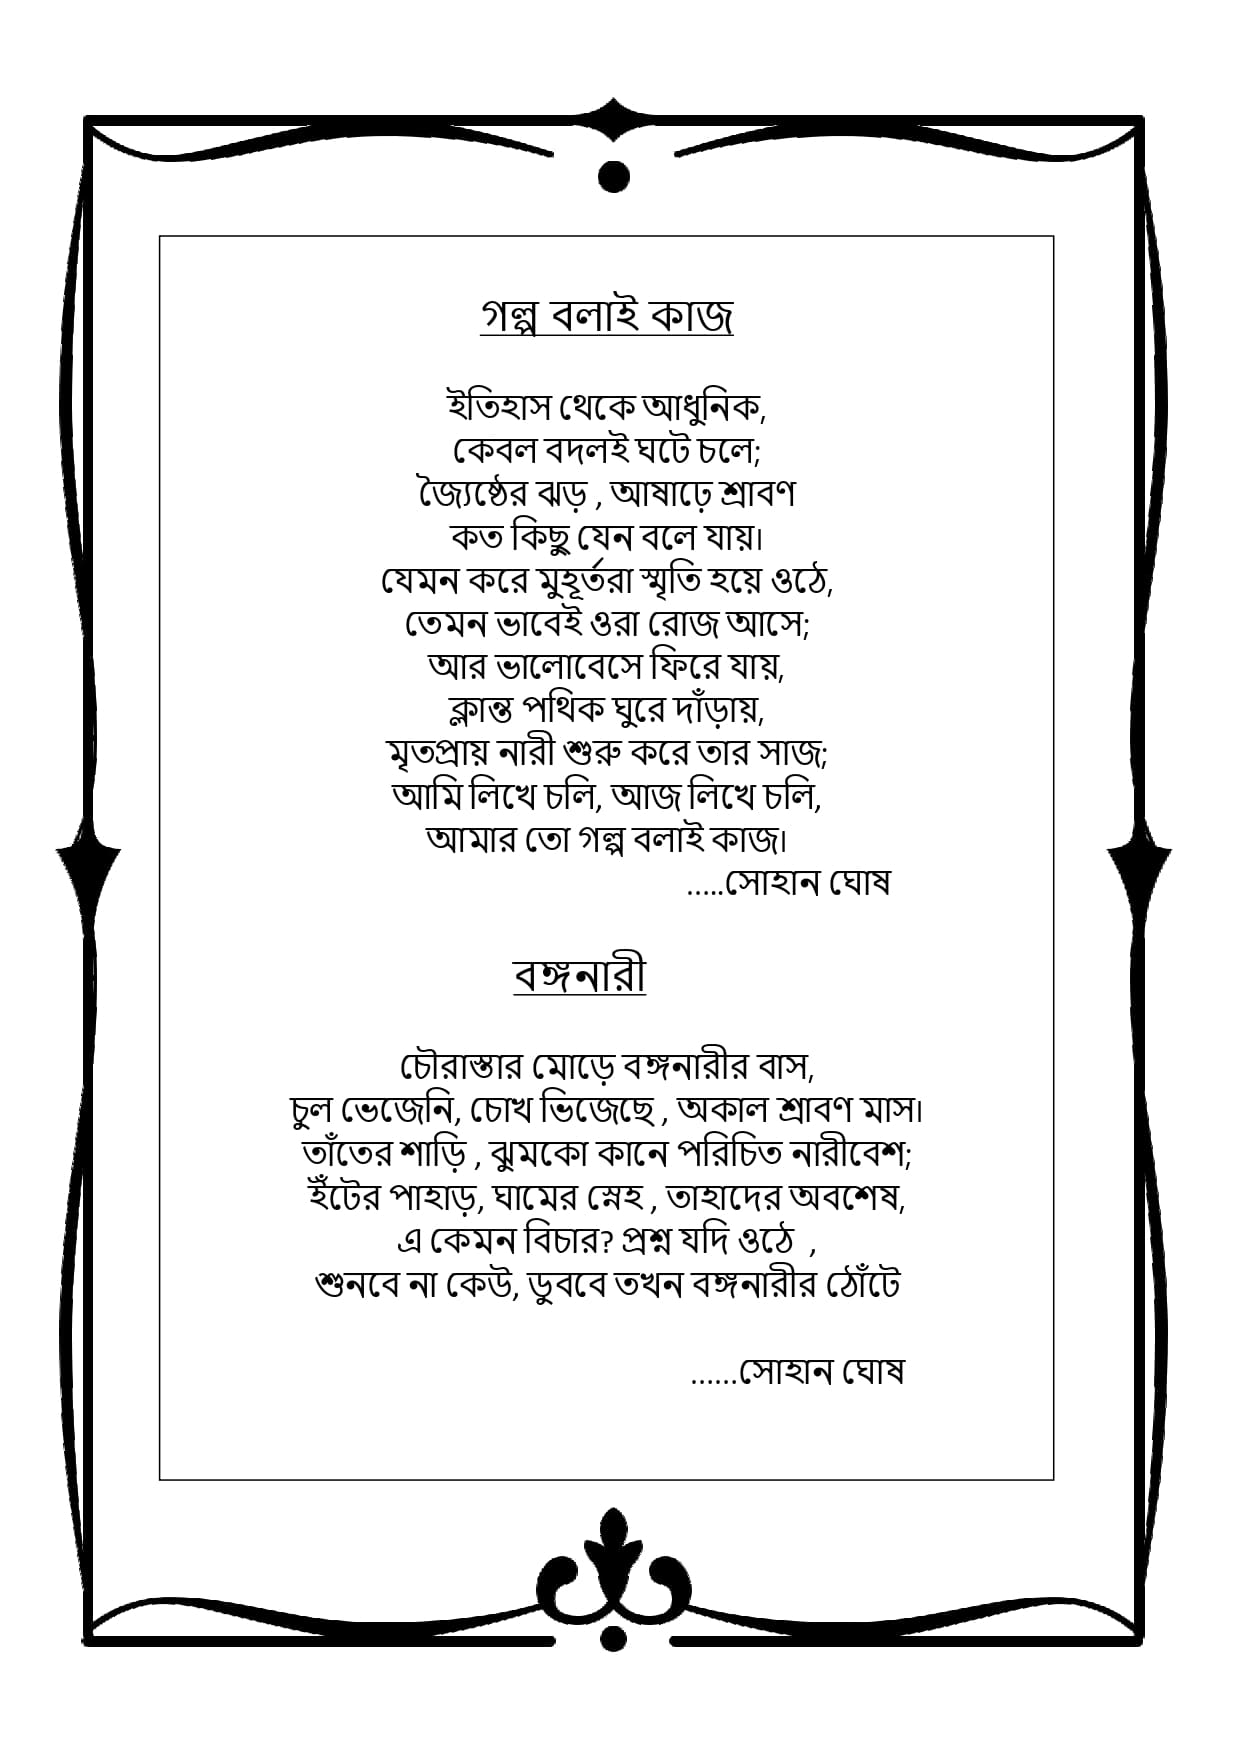 গল্প বলাই কাজ
ইতিহাস থেকে আধুনিক,
কেবল বদলই ঘটে চলে;
জ্যৈষ্ঠের ঝড় , আষাঢ়ে শ্রাবণ
কত কিছু যেন বলে যায়।
যেমন করে মুহূর্তরা স্মৃতি হয়ে ওঠে,
তেমন ভাবেই ওরা রোজ আসে;
আর ভালোবেসে ফিরে যায়,
ক্লান্ত পথিক ঘুরে দাঁড়ায়,
মৃতপ্রায় নারী শুরু করে তার সাজ;
আমি লিখে চলি, আজ লিখে চলি,
আমার তো গল্প বলাই কাজ।
.....সোহান ঘোষ
বঙ্গনারী
চৌরাস্তার মোড়ে বঙ্গনারীর বাস,
চুল ভেজেনি, চোখ ভিজেছে , অকাল শ্রাবণ মাস।
তাঁতের শাড়ি , ঝুমকো কানে পরিচিত নারীবেশ;
ইঁটের পাহাড়, ঘামের স্নেহ , তাহাদের অবশেষ,
এ কেমন বিচার? প্রশ্ন যদি ওঠে  ,
শুনবে না কেউ, ডুববে তখন বঙ্গনারীর ঠোঁটে
......সোহান ঘোষ